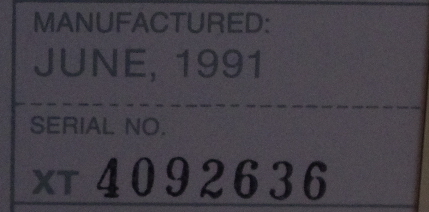 MANUFACTURED:
JUNE, 1991
SERIAL NO.
XT 4092636